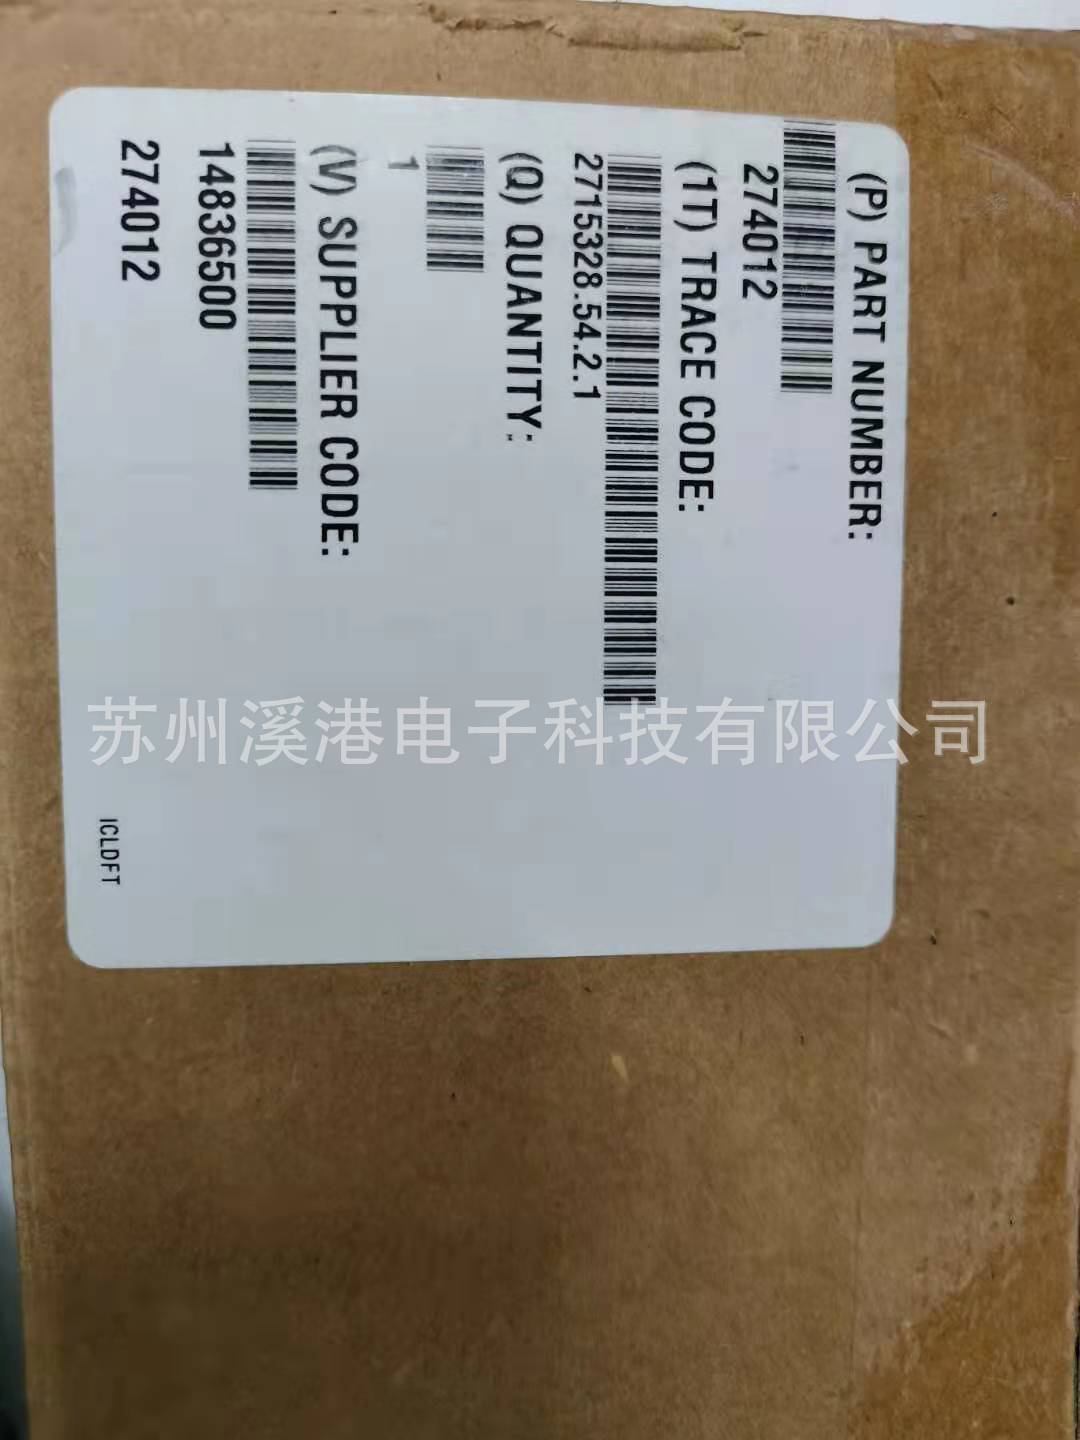 (P) PART NUMBER:
274012
(1T) TRACE CODE:
2715328.54.2.1
(Q) QUANTITY:
1
(V) SUPPLIER CODE:
14836500
274012
ICLDFT
苏州溪港电子科技有限公司